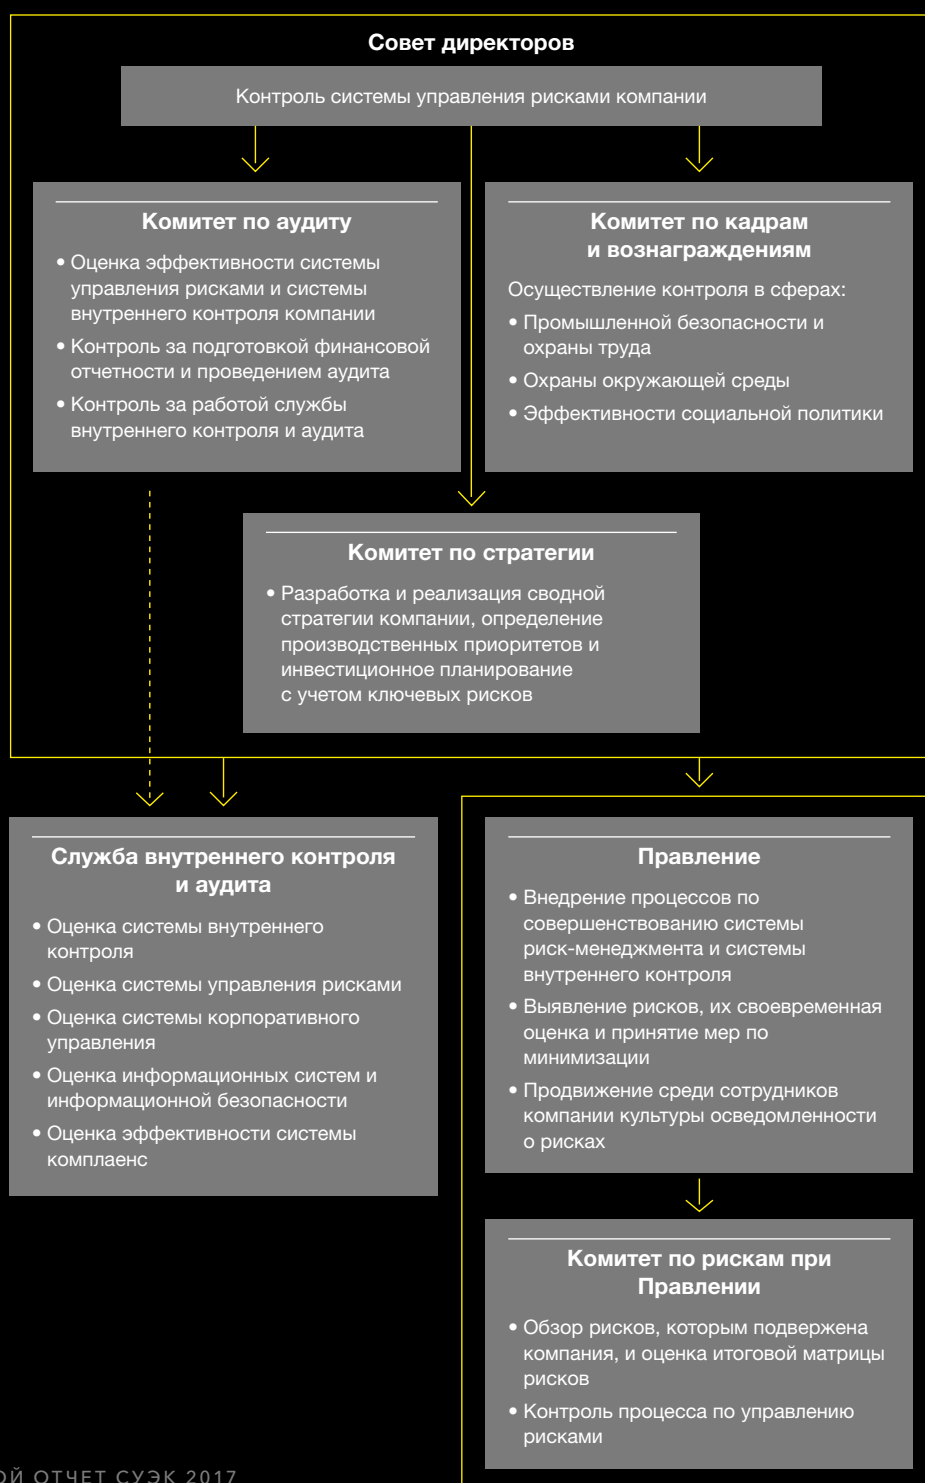 Совет директоров
Контроль системы управления рисками компании
Комитет по аудиту
• Оценка эффективности системы
управления рисками и системы
внутреннего контроля компании
• Контроль за подготовкой финансовой
отчетности и проведением аудита
• Контроль за работой службы
внутреннего контроля и аудита
Комитет по кадрам
и вознаграждениям
Осуществление контроля в сферах:
• Промышленной безопасности и
охраны труда
• Охраны окружающей среды
• Эффективности социальной политики
Комитет по стратегии
• Разработка и реализация сводной
стратегии компании, определение
производственных приоритетов и
инвестиционное планирование
с учетом ключевых рисков
Служба внутреннего контроля
и аудита
• Оценка системы внутреннего
контроля
• Оценка системы управления рисками
• Оценка системы корпоративного
управления
• Оценка информационных систем и
информационной безопасности
• Оценка эффективности системы
комплаенс
Правление
• Внедрение процессов по
совершенствованию системы
риск-менеджмента и системы
внутреннего контроля
• Выявление рисков, их своевременная
оценка и принятие мер по
минимизации
• Продвижение среди сотрудников
компании культуры осведомленности
о рисках
Комитет по рискам при
Правлении
• Обзор рисков, которым подвержена
компания, и оценка итоговой матрицы
рисков
• Контроль процесса по управлению
рисками
ОЙ ОТЧЕТ СУЭК 2017